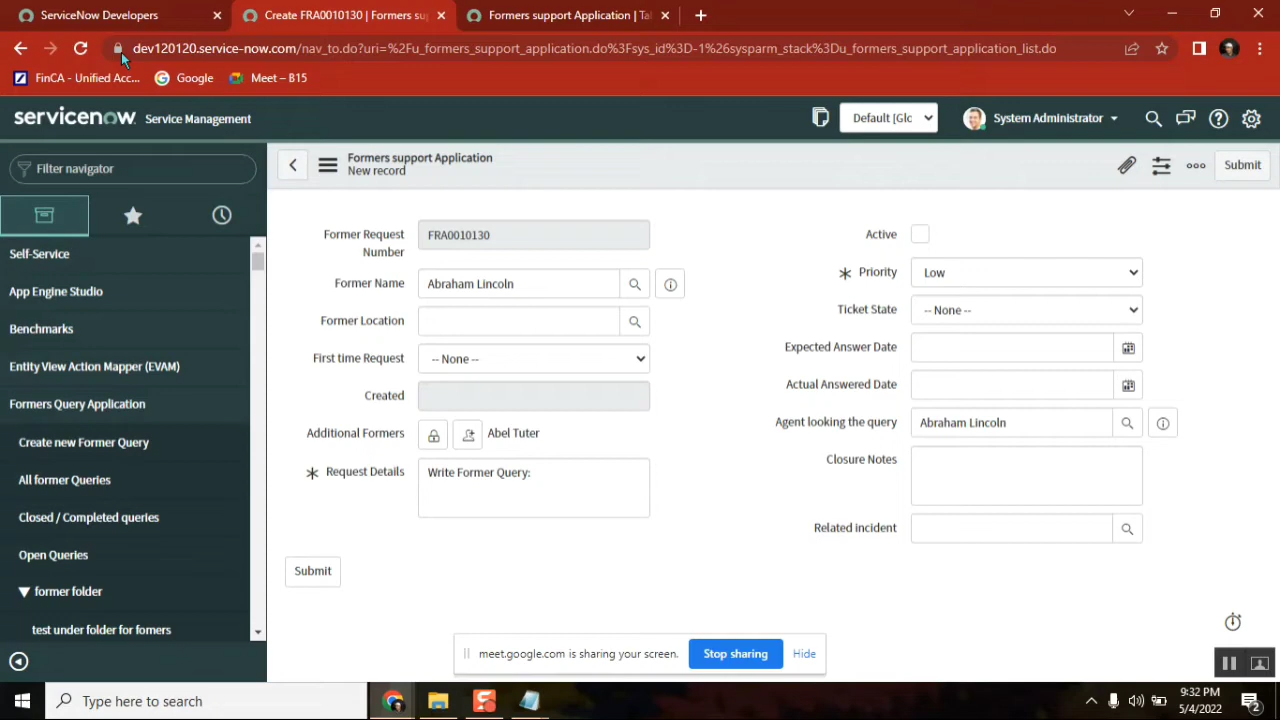 ServiceNow Developers
Create FRA0010130 | Formers su
Formers support Application | Ta
dev120120.service-now.com/nav_to.do?uri=%2Fu_formers_support_application.do%3Fsys_id%3D-1%26sysparm_stack%3Du_formers_support_application_list.do
FinCA - Unified Acc...
Google
Meet – B15
servicenow. Service Management
Default [Glc
System Administrator
Filter navigator
Self-Service
App Engine Studio
Benchmarks
Entity View Action Mapper (EVAM)
Formers Query Application
Create new Former Query
All former Queries
Closed / Completed queries
Open Queries
former folder
test under folder for fomers
Formers support Application
New record
Submit
Former Request
Number
FRA0010130
Former Name
Abraham Lincoln
Former Location
First time Request
-- None --
Created
Additional Formers
Abel Tuter
Request Details
Write Former Query:
Active
Priority
Low
Ticket State
-- None --
Expected Answer Date
Actual Answered Date
Agent looking the query
Abraham Lincoln
Closure Notes
Related incident
Submit
meet.google.com is sharing your screen.
Stop sharing
Hide
Type here to search
9:32 PM
5/4/2022
2